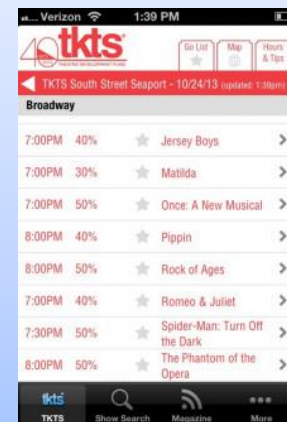 Verizon 1:39 PM
40 tkts
THEATRE DEVELOPMENT FUND
Go List
Map
Hours & Tips
TKTS South Street Seaport - 10/24/13 (updated: 1:39pm)
Broadway
7:00PM 40% Jersey Boys
7:00PM 30% Matilda
7:00PM 50% Once: A New Musical
8:00PM 40% Pippin
8:00PM 50% Rock of Ages
7:00PM 40% Romeo & Juliet
7:30PM 50% Spider-Man: Turn Off
the Dark
8:00PM 50% The Phantom of the
Opera
tkts
TKTS Show Search Magazine More